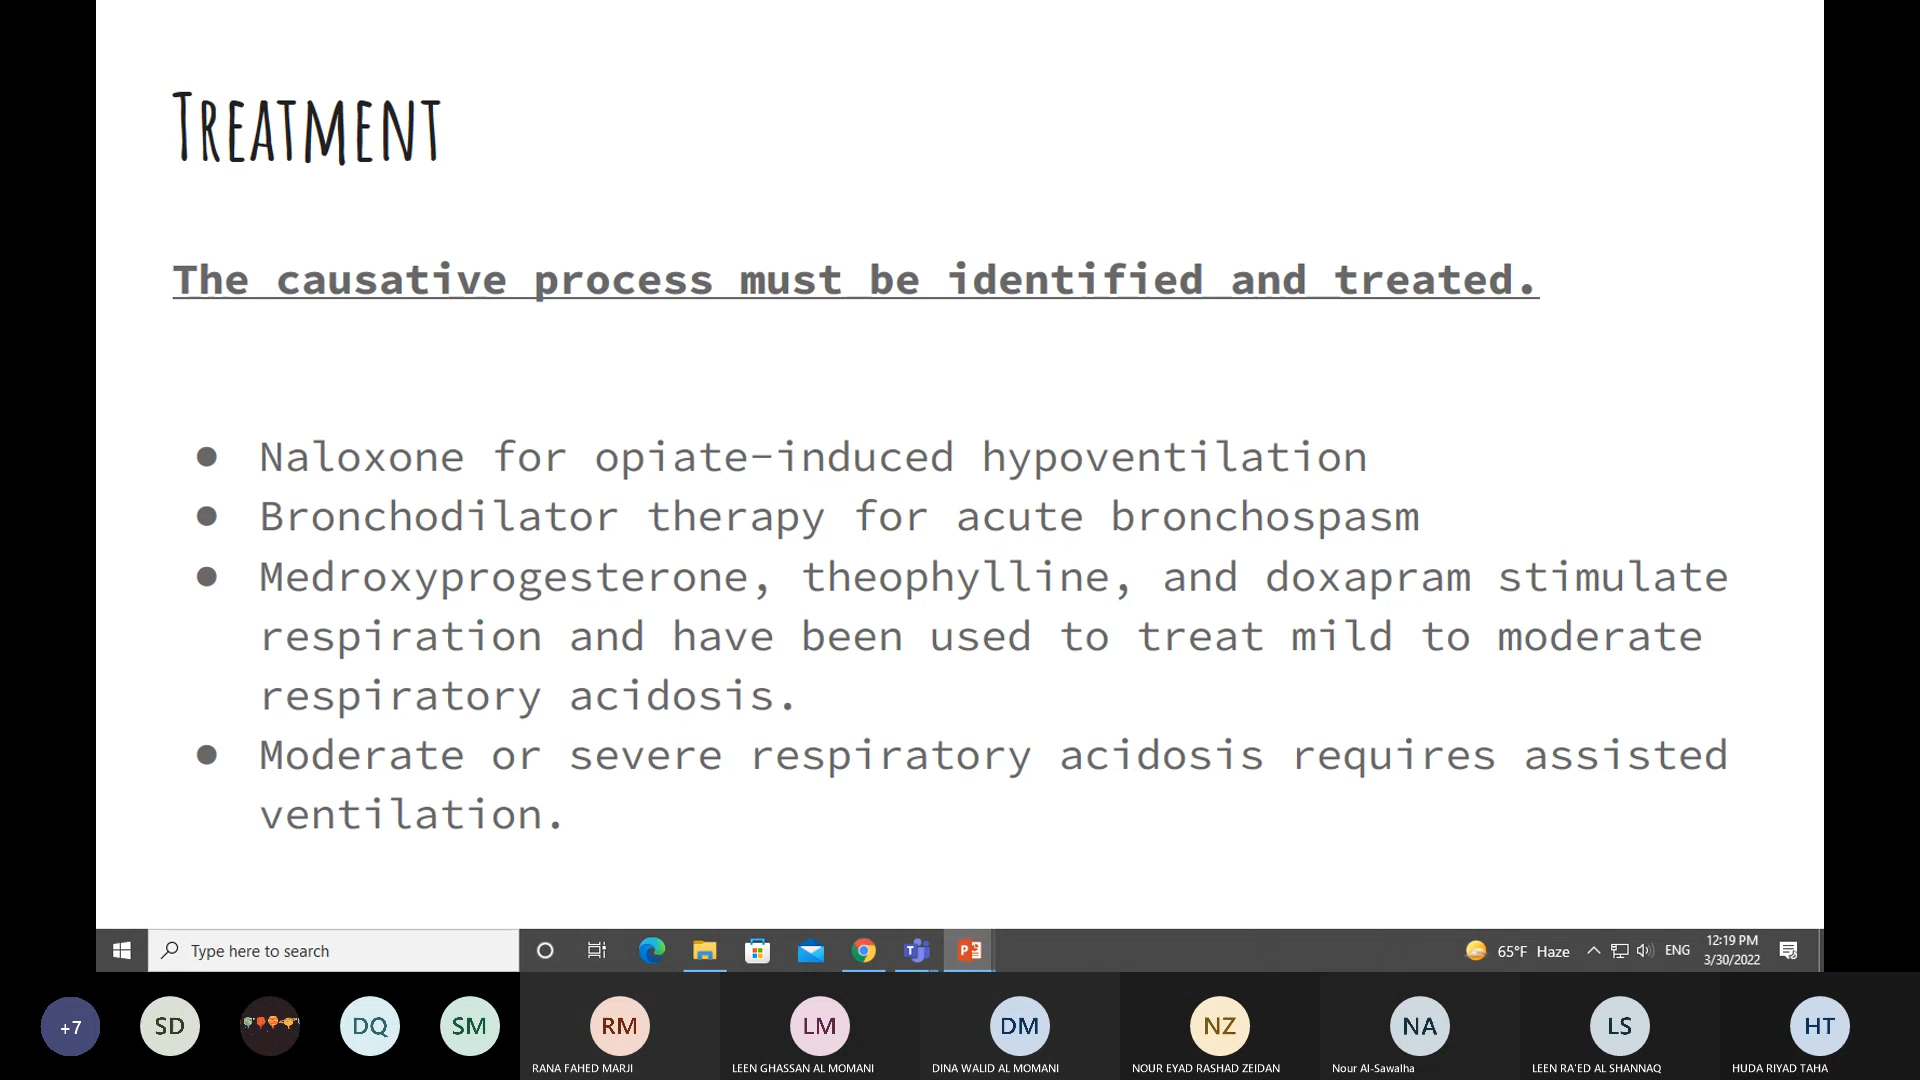 TREATMENT
The causative process must be identified and treated.
● Naloxone for opiate-induced hypoventilation
● Bronchodilator therapy for acute bronchospasm
● Medroxyprogesterone, theophylline, and doxapram stimulate
respiration and have been used to treat mild to moderate
respiratory acidosis.
● Moderate or severe respiratory acidosis requires assisted
ventilation.
Type here to search
65°F Haze
ENG
12:19 PM
3/30/2022
+7
SD
DQ
SM
RM
LM
DM
NZ
NA
LS
HT
RANA FAHED MARJI
LEEN GHASSAN AL MOMANI
DINA WALID AL MOMANI
NOUR EYAD RASHAD ZEIDAN
Nour Al-Sawalha
LEEN RA'ED AL SHANNAQ
HUDA RIYAD TAHA